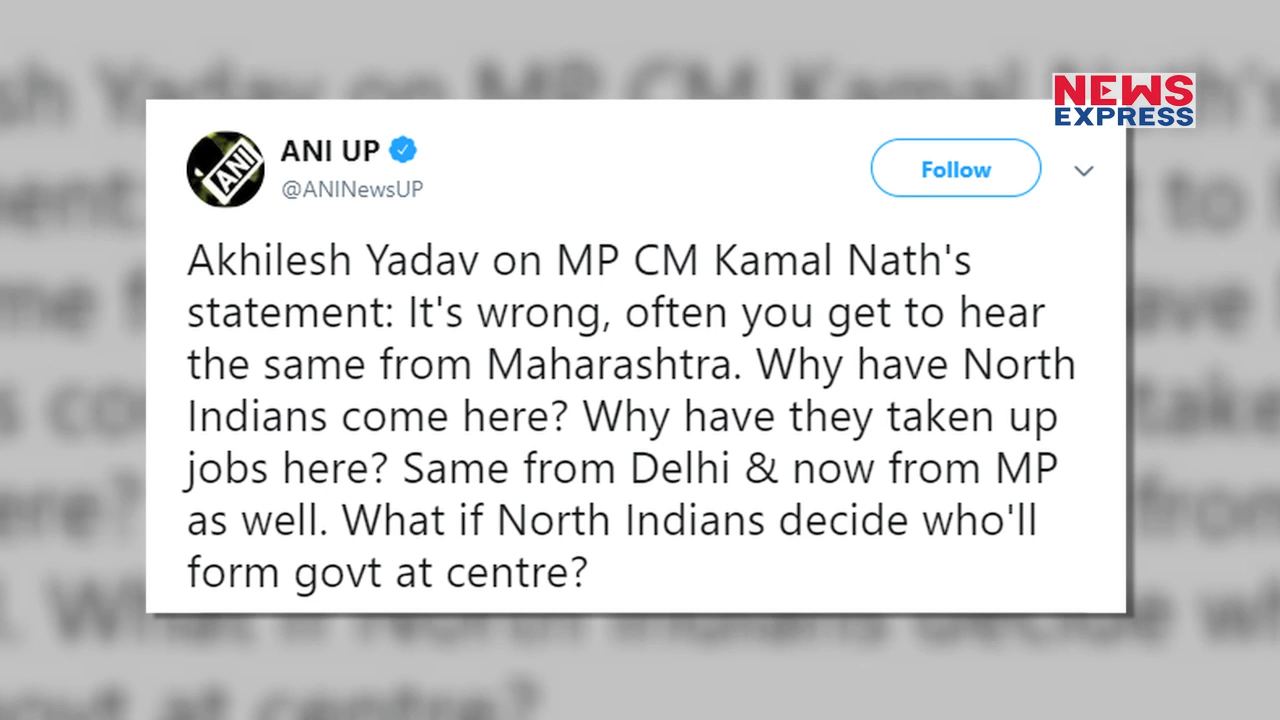 NEWS
EXPRESS
ANI
ANI UP
@ANINewsUP
Follow
Akhilesh Yadav on MP CM Kamal Nath's
statement: It's wrong, often you get to hear
the same from Maharashtra. Why have North
Indians come here? Why have they taken up
jobs here? Same from Delhi & now from MP
as well. What if North Indians decide who'll
form govt at centre?